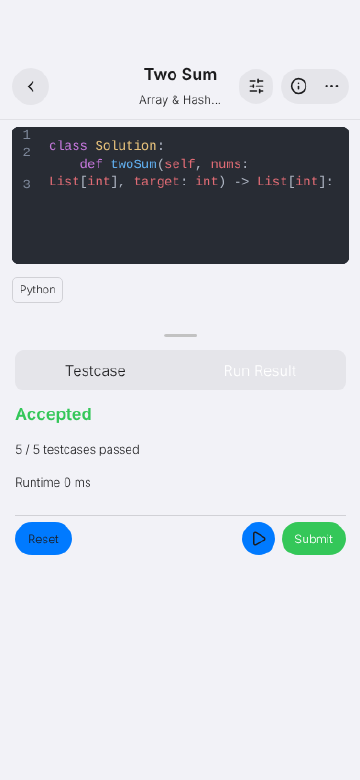 Two Sum
Array & Hash...
1
class Solution:
2
def twoSum(self, nums:
List[int], target: int) -> List[int]:
3
Python
Testcase
Run Result
Accepted
5 / 5 testcases passed
Runtime 0 ms
Reset
Submit